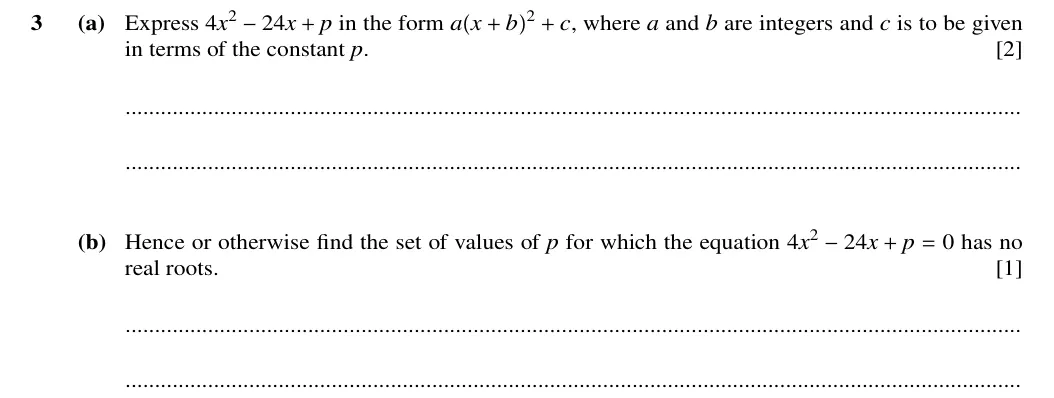 3 (a) Express 4x² − 24x + p in the form a(x + b)² + c, where a and b are integers and c is to be given
in terms of the constant p. [2]
................................................................................
................................................................................
(b) Hence or otherwise find the set of values of p for which the equation 4x² − 24x + p = 0 has no
real roots. [1]
................................................................................
................................................................................